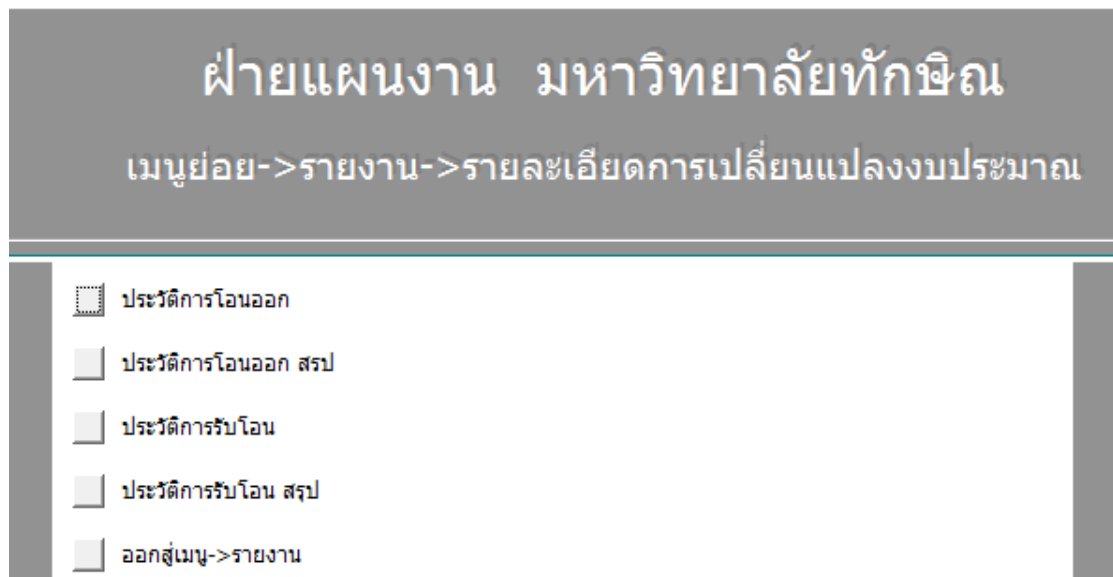 ฝ่ายแผนงาน มหาวิทยาลัยทักษิณ
เมนูย่อย->รายงาน->รายละเอียดการเปลี่ยนแปลงงบประมาณ
ประวัติการโอนออก
ประวัติการโอนออก สรป
ประวัติการรับโอน
ประวัติการรับโอน สรุป
ออกสู่เมนู->รายงาน